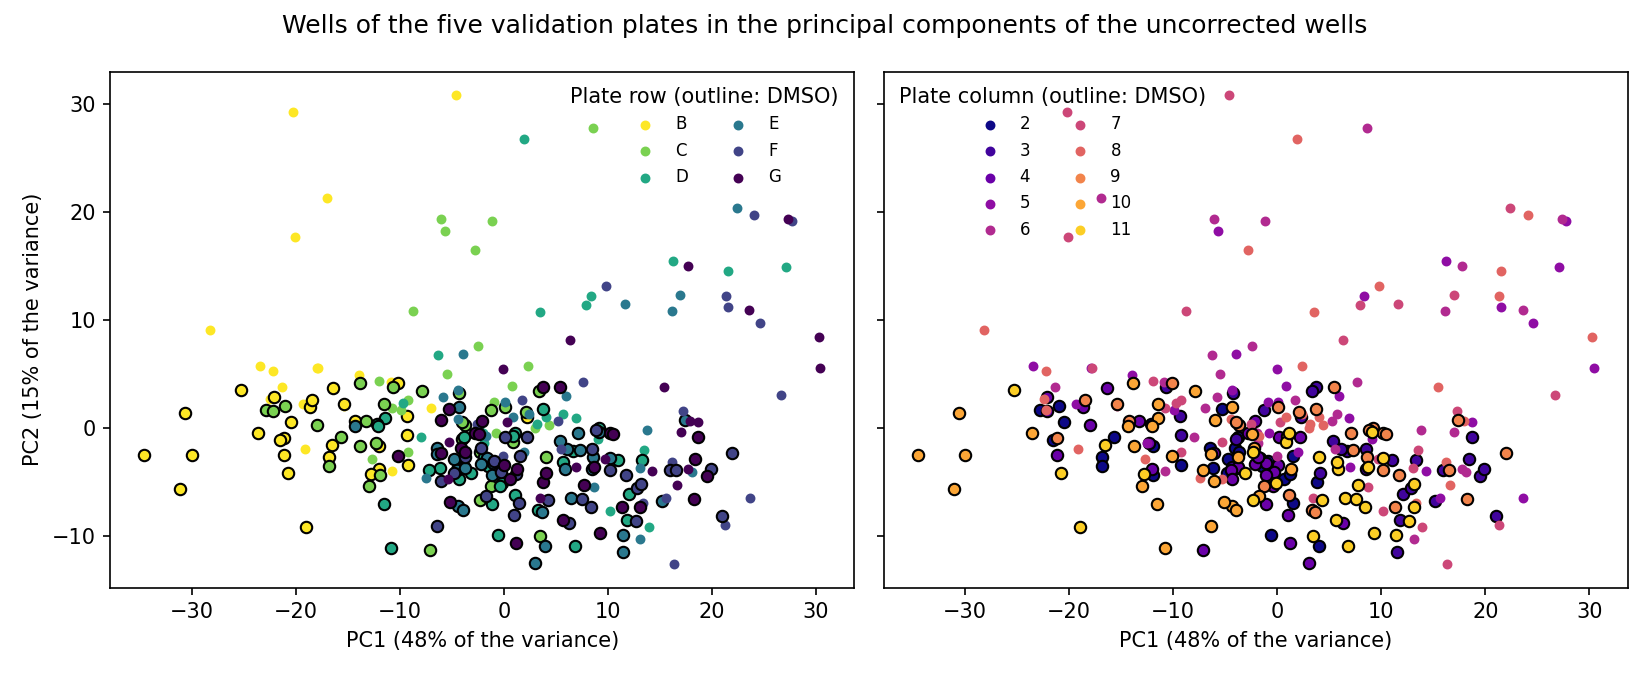 Wells of the five validation plates in the principal components of the uncorrected wells
PC2 (15% of the variance)
30
20
10
0
−10
Plate row (outline: DMSO)
B E
C F
D G
−30 −20 −10 0 10 20 30
PC1 (48% of the variance)
Plate column (outline: DMSO)
2 7
3 8
4 9
5 10
6 11
−30 −20 −10 0 10 20 30
PC1 (48% of the variance)